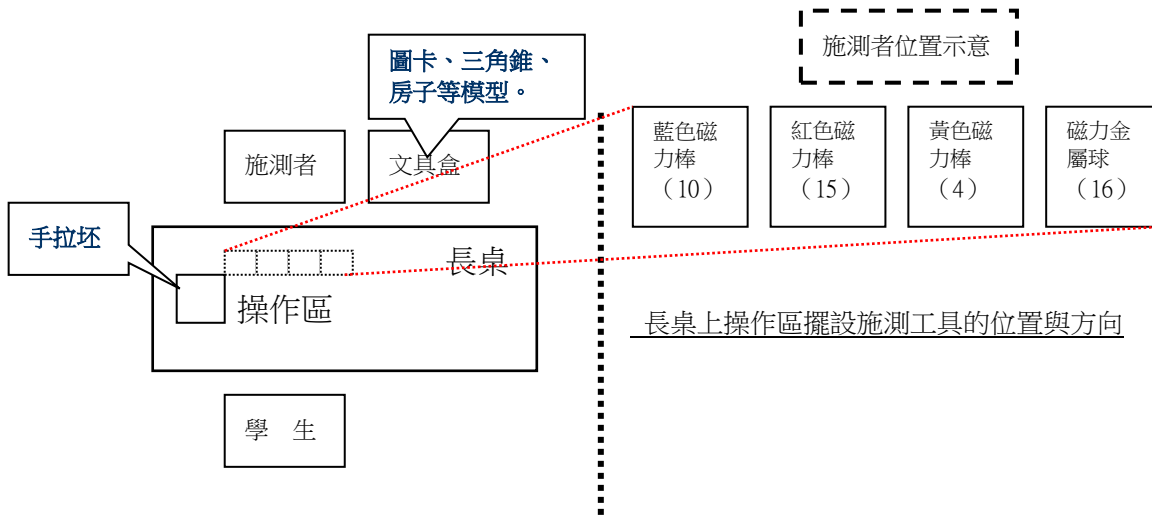 施測者位置示意
圖卡、三角錐、
房子等模型。
藍色磁
力棒
（10）
紅色磁
力棒
（15）
黃色磁
力棒
（4）
磁力金
屬球
（16）
施測者
文具盒
手拉坯
長桌
操作區
長桌上操作區擺設施測工具的位置與方向
學 生